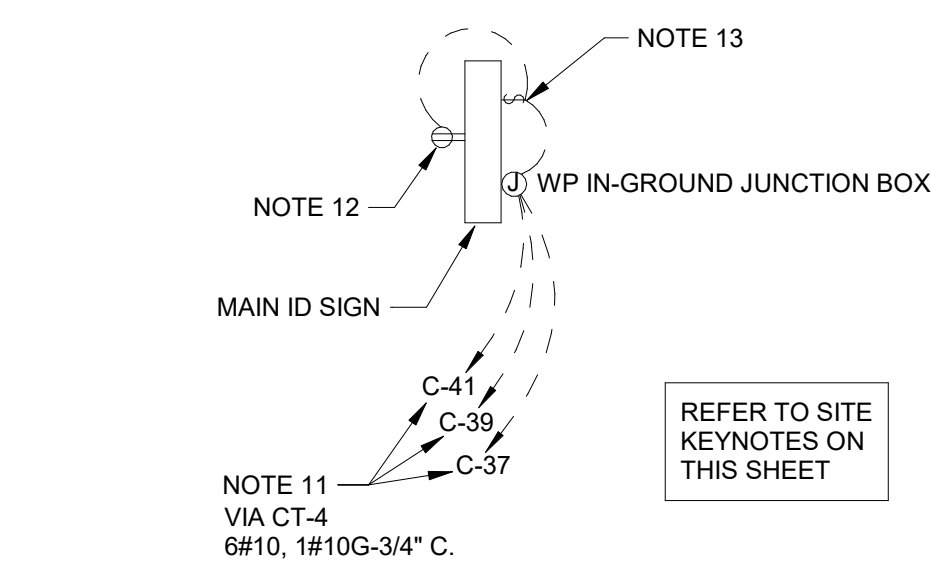 NOTE 13
J
WP IN-GROUND JUNCTION BOX
NOTE 12
MAIN ID SIGN
C-41
C-39
C-37
NOTE 11
VIA CT-4
6#10, 1#10G-3/4" C.
REFER TO SITE
KEYNOTES ON
THIS SHEET